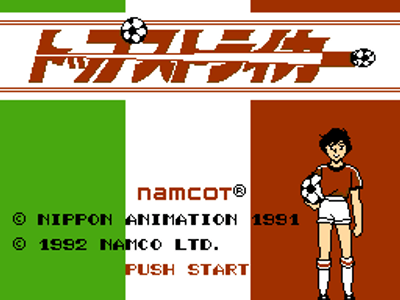 トップストライカー
namcot®
© NIPPON ANIMATION 1991
© 1992 NAMCO LTD.
PUSH START